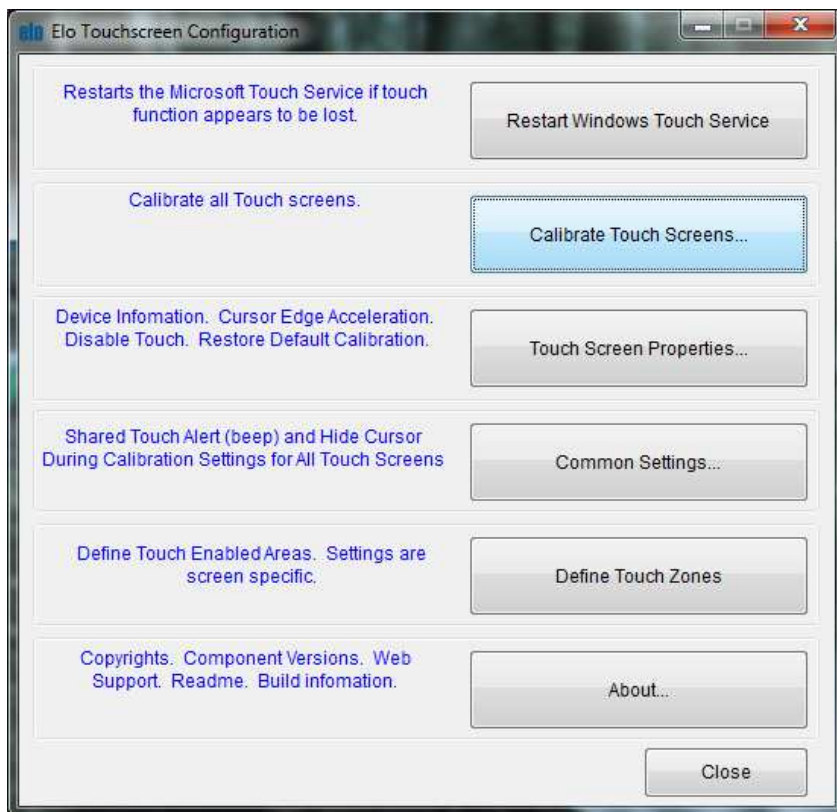 elo Elo Touchscreen Configuration
Restarts the Microsoft Touch Service if touch
function appears to be lost.
Restart Windows Touch Service
Calibrate all Touch screens.
Calibrate Touch Screens...
Device Infomation. Cursor Edge Acceleration.
Disable Touch. Restore Default Calibration.
Touch Screen Properties...
Shared Touch Alert (beep) and Hide Cursor
During Calibration Settings for All Touch Screens
Common Settings...
Define Touch Enabled Areas. Settings are
screen specific.
Define Touch Zones
Copyrights. Component Versions. Web
Support. Readme. Build infomation.
About...
Close